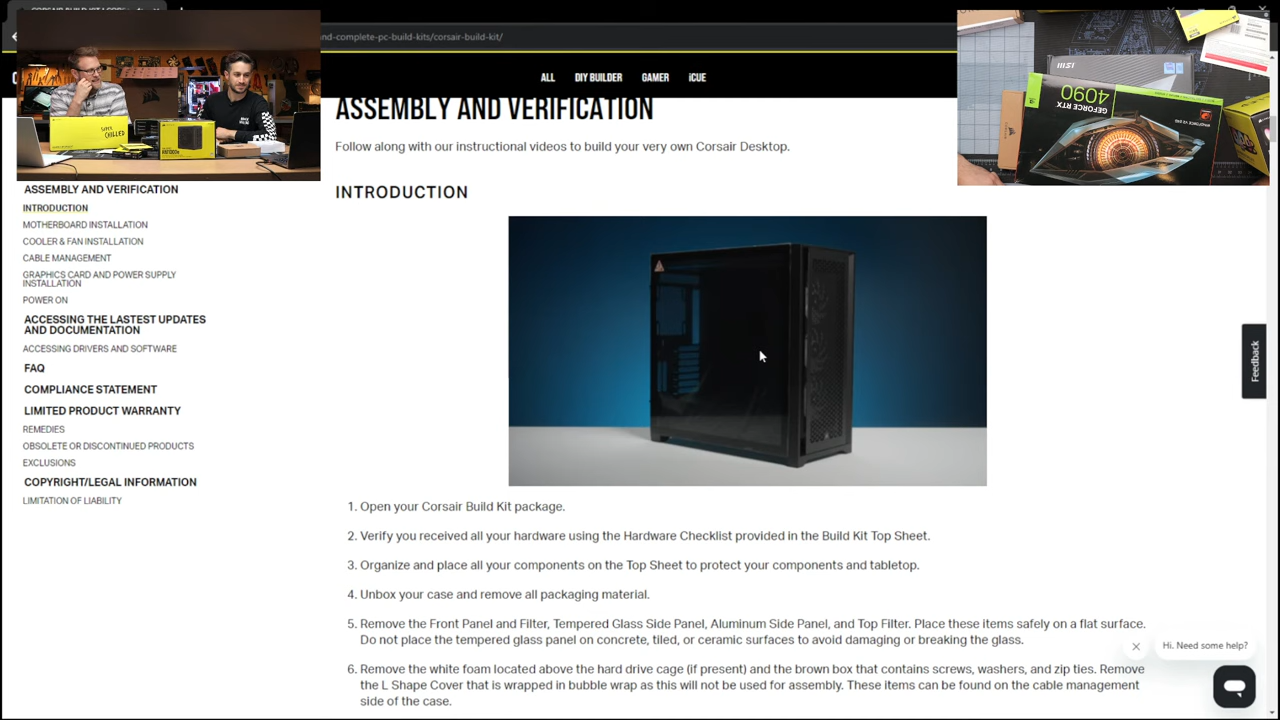 and-complete-pc-build-kits/corsair-build-kit/
ALL
DIY BUILDER
GAMER
iCUE
SUPER
CHILLED
msi
GEFORCE RTX
4090
ASSEMBLY AND VERIFICATION
Follow along with our instructional videos to build your very own Corsair Desktop.
INTRODUCTION
ASSEMBLY AND VERIFICATION
INTRODUCTION
MOTHERBOARD INSTALLATION
COOLER & FAN INSTALLATION
CABLE MANAGEMENT
GRAPHICS CARD AND POWER SUPPLY
INSTALLATION
POWER ON
ACCESSING THE LASTEST UPDATES
AND DOCUMENTATION
ACCESSING DRIVERS AND SOFTWARE
FAQ
COMPLIANCE STATEMENT
LIMITED PRODUCT WARRANTY
REMEDIES
OBSOLETE OR DISCONTINUED PRODUCTS
EXCLUSIONS
COPYRIGHT/LEGAL INFORMATION
LIMITATION OF LIABILITY
Feedback
1. Open your Corsair Build Kit package.
2. Verify you received all your hardware using the Hardware Checklist provided in the Build Kit Top Sheet.
3. Organize and place all your components on the Top Sheet to protect your components and tabletop.
4. Unbox your case and remove all packaging material.
5. Remove the Front Panel and Filter, Tempered Glass Side Panel, Aluminum Side Panel, and Top Filter. Place these items safely on a flat surface.
Do not place the tempered glass panel on concrete, tiled, or ceramic surfaces to avoid damaging or breaking the glass.
6. Remove the white foam located above the hard drive cage (if present) and the brown box that contains screws, washers, and zip ties. Remove
the L Shape Cover that is wrapped in bubble wrap as this will not be used for assembly. These items can be found on the cable management
side of the case.
Hi. Need some help?